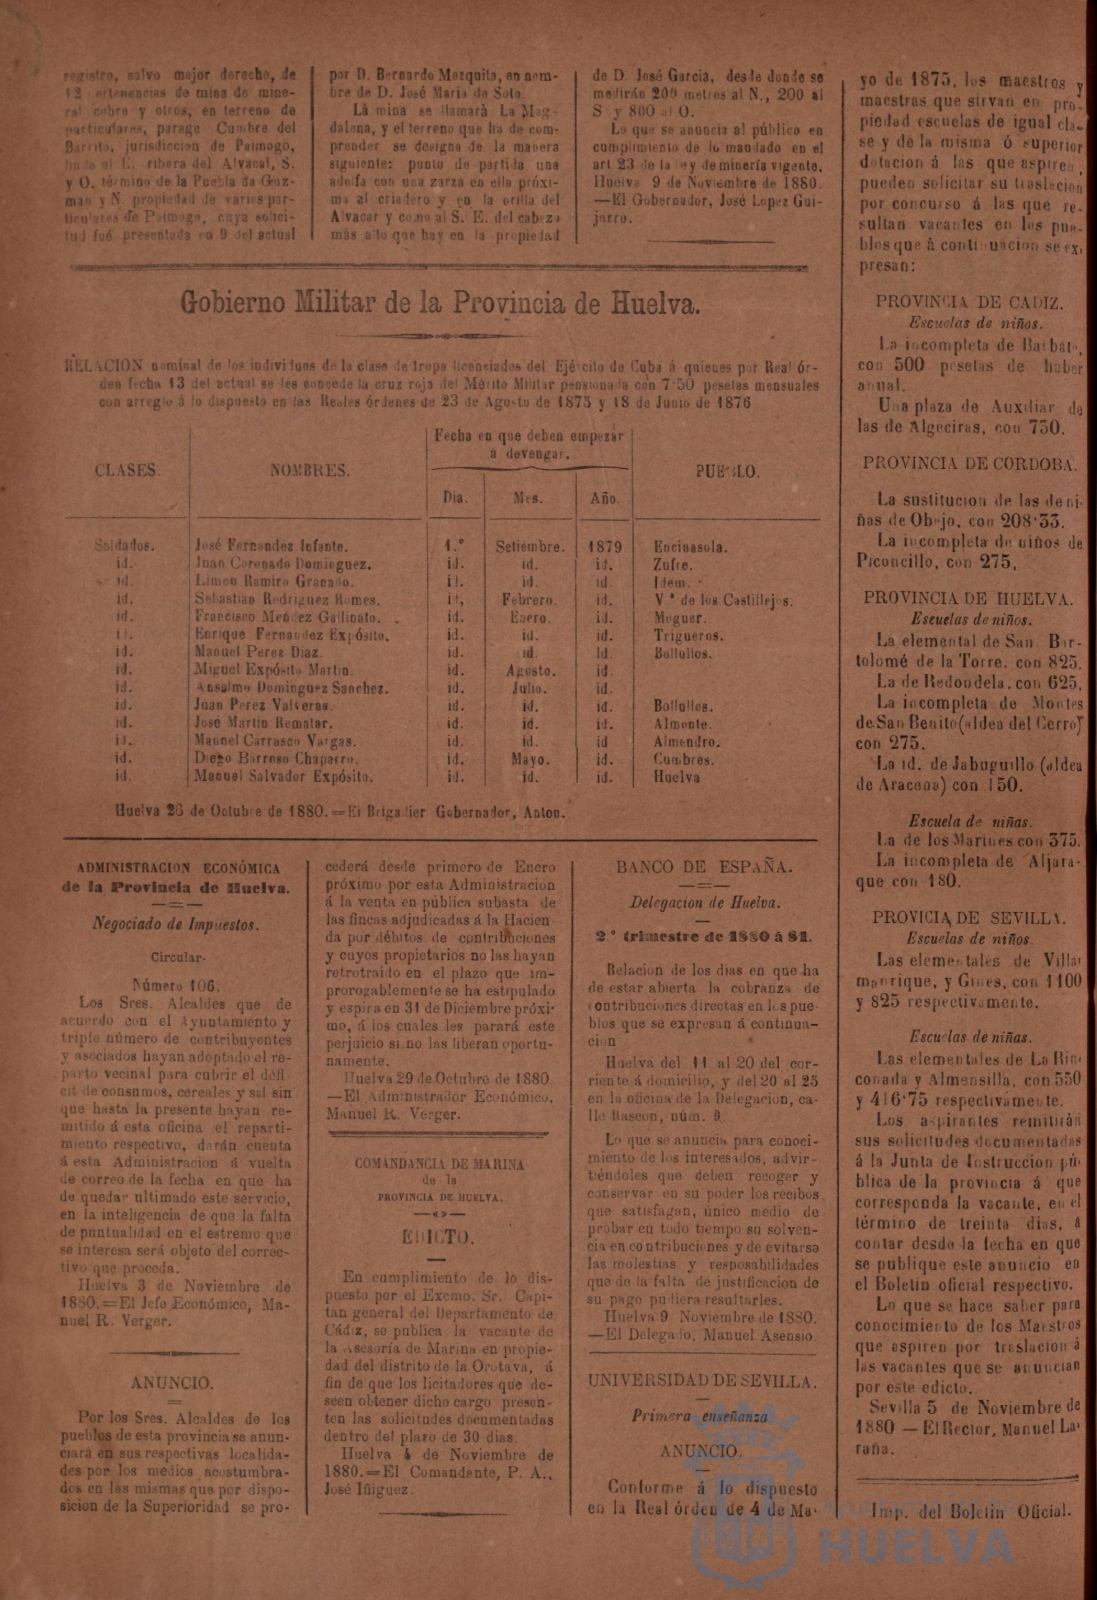 registro, salvo mejor derecho, de
12 ertenencias de mina de mine-
ral cobre y otros, en terreno de
particulares, parage Cumbre del
Barrito, jurisdiccion de Paimogo,
linda al E. ribera del Alvacal, S.
y O. término de la Puebla de Guz-
man y N. propiedad de varios par-
ticulares de Paimogo, cuya solici-
tud fué presentada en 9 del actual
por D. Bernardo Mezquita, en nom-
bre de D. José Maria de Soto.
La mina se llamará La Mag-
dalena, y el terreno que ha de com-
prender se designa de la manera
siguiente: punto de partida una
adelfa con una zarza en ella próxi-
ma al criadero y en la orilla del
Alvacar y como al S. E. del cabezo
más alto que hay en la propiedad
de D. José Garcia, desde donde se
medirán 200 metros al N., 200 al
S y 800 al O.
Lo que se anuncia al público en
cumplimiento de lo mandado en el
art 23 de la ley de minería vigente.
Huelva 9 de Noviembre de 1880.
—El Gobernador, José Lopez Gui-
jarro.
Gobierno Militar de la Provincia de Huelva.
RELACION nominal de los individuos de la clase de tropa licenciados del Ejército de Cuba á quienes por Real ór-
den fecha 13 del actual se les concede la cruz roja del Mérito Militar pensionada con 7'50 pesetas mensuales
con arreglo á lo dispuesto en las Reales órdenes de 23 de Agosto de 1875 y 18 de Junio de 1876
CLASES. NOMBRES. Fecha en que deben empezar á devengar. PUEBLO.
Dia. Mes. Año.
Soldados. José Fernandez Infante. 1.º Setiembre. 1879 Encinasola.
id. Juan Coronado Dominguez. id. id. id. Zufre.
id. Limon Ramiro Granado. id. id. id. Idem.
id. Sebastian Rodriguez Romes. id, Febrero. id. Vª de los Castillejos.
id. Francisco Mendez Gallinato. id. Enero. id. Moguer.
id. Enrique Fernandez Expósito. id. id. id. Trigueros.
id. Manuel Perez Diaz. id. id. id. Bollullos.
id. Miguel Expósito Martin. id. Agosto. id.
id. Anselmo Dominguez Sanchez. id. Julio. id.
id. Juan Perez Valseras. id. id. id. Bollullos.
id. José Martin Rematar. id. id. id. Almonte.
id. Manuel Carrasco Vargas. id. id. id Almendro.
id. Diego Barroso Chaparro. id. Mayo. id. Cumbres.
id. Manuel Salvador Expósito. id. id. id. Huelva
Huelva 26 de Octubre de 1880.=El Brigadier Gobernador, Anton.
ADMINISTRACION ECONÓMICA
de la Provincia de Huelva.
Negociado de Impuestos.
Circular.
Número 106.
Los Sres. Alcaldes que de
acuerdo con el Ayuntamiento y
triple número de contribuyentes
y asociados hayan adoptado el re-
parto vecinal para cubrir el défi
cit de consumos, cereales y sal sin
que hasta la presente hayan re-
mitido á esta oficina el reparti-
miento respectivo, darán cuenta
á esta Administracion á vuelta
de correo de la fecha en que ha
de quedar ultimado este servicio,
en la inteligencia de que la falta
de puntualidad en el estremo que
se interesa será objeto del correc-
tivo que proceda.
Huelva 3 de Noviembre de
1880.=El Jefe Económico, Ma-
nuel R. Verger.
ANUNCIO.
Por los Sres. Alcaldes de los
pueblos de esta provincia se anun-
ciará en sus respectivas localida-
des por los medios acostumbra-
dos en las mismas que por dispo-
sicion de la Superioridad se pro-
cederá desde primero de Enero
próximo por esta Administracion
á la venta en pública subasta de
las fincas adjudicadas á la Hacien-
da por débitos de contribuciones
y cuyos propietarios no las hayan
retrotraido en el plazo que im-
prorogablemente se ha estipulado
y espira en 31 de Diciembre próxi-
mo, á los cuales les parará este
perjuicio si no las liberan oportu-
namente.
Huelva 29 de Octubre de 1880
—El Administrador Económico,
Manuel R. Verger.
COMANDANCIA DE MARINA
de la
PROVINCIA DE HUELVA.
EDICTO.
En cumplimiento de lo dis-
puesto por el Excmo. Sr. Capi-
tan general del Departamento de
Cádiz, se publica la vacante de
la Asesoría de Marina en propie-
dad del distrito de la Orotava, á
fin de que los licitadores que de-
seen obtener dicho cargo presen-
ten las solicitudes documentadas
dentro del plazo de 30 dias.
Huelva 4 de Noviembre de
1880.=El Comandante, P. A.,
José Iñiguez.
BANCO DE ESPAÑA.
Delegacion de Huelva.
2.º trimestre de 1880 á 81.
Relacion de los dias en que ha
de estar abierta la cobranza de
contribuciones directas en los pue-
blos que se expresan á continua-
cion
Huelva del 11 al 20 del cor-
riente á domicilio, y del 20 al 25
en la oficina de la Delegacion, ca-
lle Rascon, núm. 9.
Lo que se anuncia para conoci-
miento de los interesados, advir-
tiéndoles que deben recoger y
conservar en su poder los recibos
que satisfagan, único medio de
probar en todo tiempo su solven-
cia en contribuciones y de evitarse
las molestias y resposabilidades
que de la falta de justificacion de
su pago pudiera resultarles.
Huelva 9 Noviembre de 1880.
—El Delegado, Manuel Asensio
UNIVERSIDAD DE SEVILLA.
Primera enseñanza
ANUNCIO.
Conforme á lo dispuesto
en la Real órden de 4 de Ma-
yo de 1875, los maestros y
maestras que sirvan en pro-
piedad escuelas de igual cla-
se y de la misma ó superior
dotacion á las que aspiren,
pueden solicitar su traslacion
por concurso á las que re-
sultan vacantes en los pue-
blos que á continuacion se ex-
presan:
PROVINCIA DE CADIZ.
Escuelas de niños.
La incompleta de Barbate,
con 500 pesetas de haber
anual.
Una plaza de Auxiliar de
las de Algeciras, con 750.
PROVINCIA DE CORDOBA.
La sustitucion de las de ni-
ñas de Obejo, con 208'33.
La incompleta de niños de
Piconcillo, con 275,
PROVINCIA DE HUELVA.
Escuelas de niños.
La elemental de San Bar-
tolomé de la Torre, con 825.
La de Redondela, con 625,
La incompleta de Montes
de San Benito (aldea del Cerro)
con 275.
La id. de Jabuguillo (aldea
de Aracena) con 150.
Escuela de niñas.
La de los Marines con 375.
La incompleta de Aljara-
que con 180.
PROVICIA DE SEVILLA.
Escuelas de niños.
Las elementales de Villa-
manrique, y Gines, con 1100
y 825 respectivamente.
Escuelas de niñas.
Las elementales de La Rin-
conada y Almensilla, con 550
y 416'75 respectivamente.
Los aspirantes remitirán
sus solicitudes documentadas
á la Junta de Instruccion pú-
blica de la provincia á que
corresponda la vacante, en el
término de treinta dias, á
contar desde la fecha en que
se publique este anuncio en
el Boletin oficial respectivo.
Lo que se hace saber para
conocimiento de los Maestros
que aspiren por traslacion á
las vacantes que se anuncian
por este edicto.
Sevilla 5 de Noviembre de
1880 — El Rector, Manuel La-
raña.
Imp. del Boletin Oficial.
HUELVA